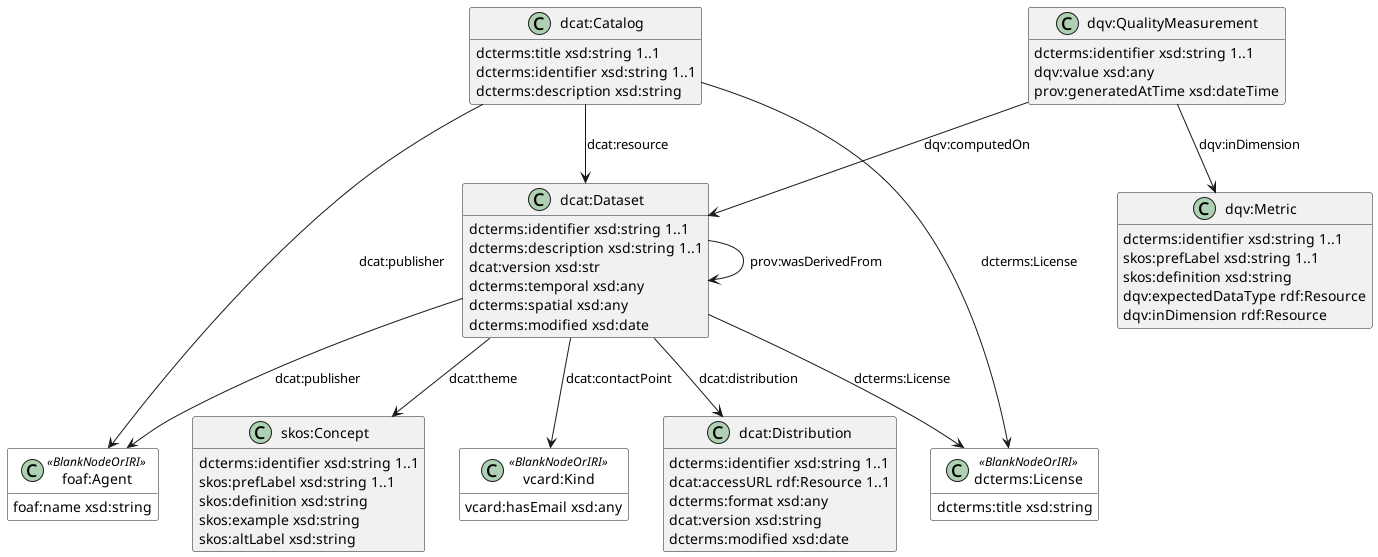 C dcat:Catalog
dcterms:title xsd:string 1..1
dcterms:identifier xsd:string 1..1
dcterms:description xsd:string
C dqv:QualityMeasurement
dcterms:identifier xsd:string 1..1
dqv:value xsd:any
prov:generatedAtTime xsd:dateTime
dcat:resource
dqv:computedOn
dqv:inDimension
C dcat:Dataset
dcterms:identifier xsd:string 1..1
dcterms:description xsd:string 1..1
dcat:version xsd:str
dcterms:temporal xsd:any
dcterms:spatial xsd:any
dcterms:modified xsd:date
prov:wasDerivedFrom
dcat:publisher
dcterms:License
C dqv:Metric
dcterms:identifier xsd:string 1..1
skos:prefLabel xsd:string 1..1
skos:definition xsd:string
dqv:expectedDataType rdf:Resource
dqv:inDimension rdf:Resource
dcat:publisher
dcat:theme
dcat:contactPoint
dcat:distribution
dcterms:License
C «BlankNodeOrIRI»
foaf:Agent
foaf:name xsd:string
C skos:Concept
dcterms:identifier xsd:string 1..1
skos:prefLabel xsd:string 1..1
skos:definition xsd:string
skos:example xsd:string
skos:altLabel xsd:string
C «BlankNodeOrIRI»
vcard:Kind
vcard:hasEmail xsd:any
C dcat:Distribution
dcterms:identifier xsd:string 1..1
dcat:accessURL rdf:Resource 1..1
dcterms:format xsd:any
dcat:version xsd:string
dcterms:modified xsd:date
C «BlankNodeOrIRI»
dcterms:License
dcterms:title xsd:string